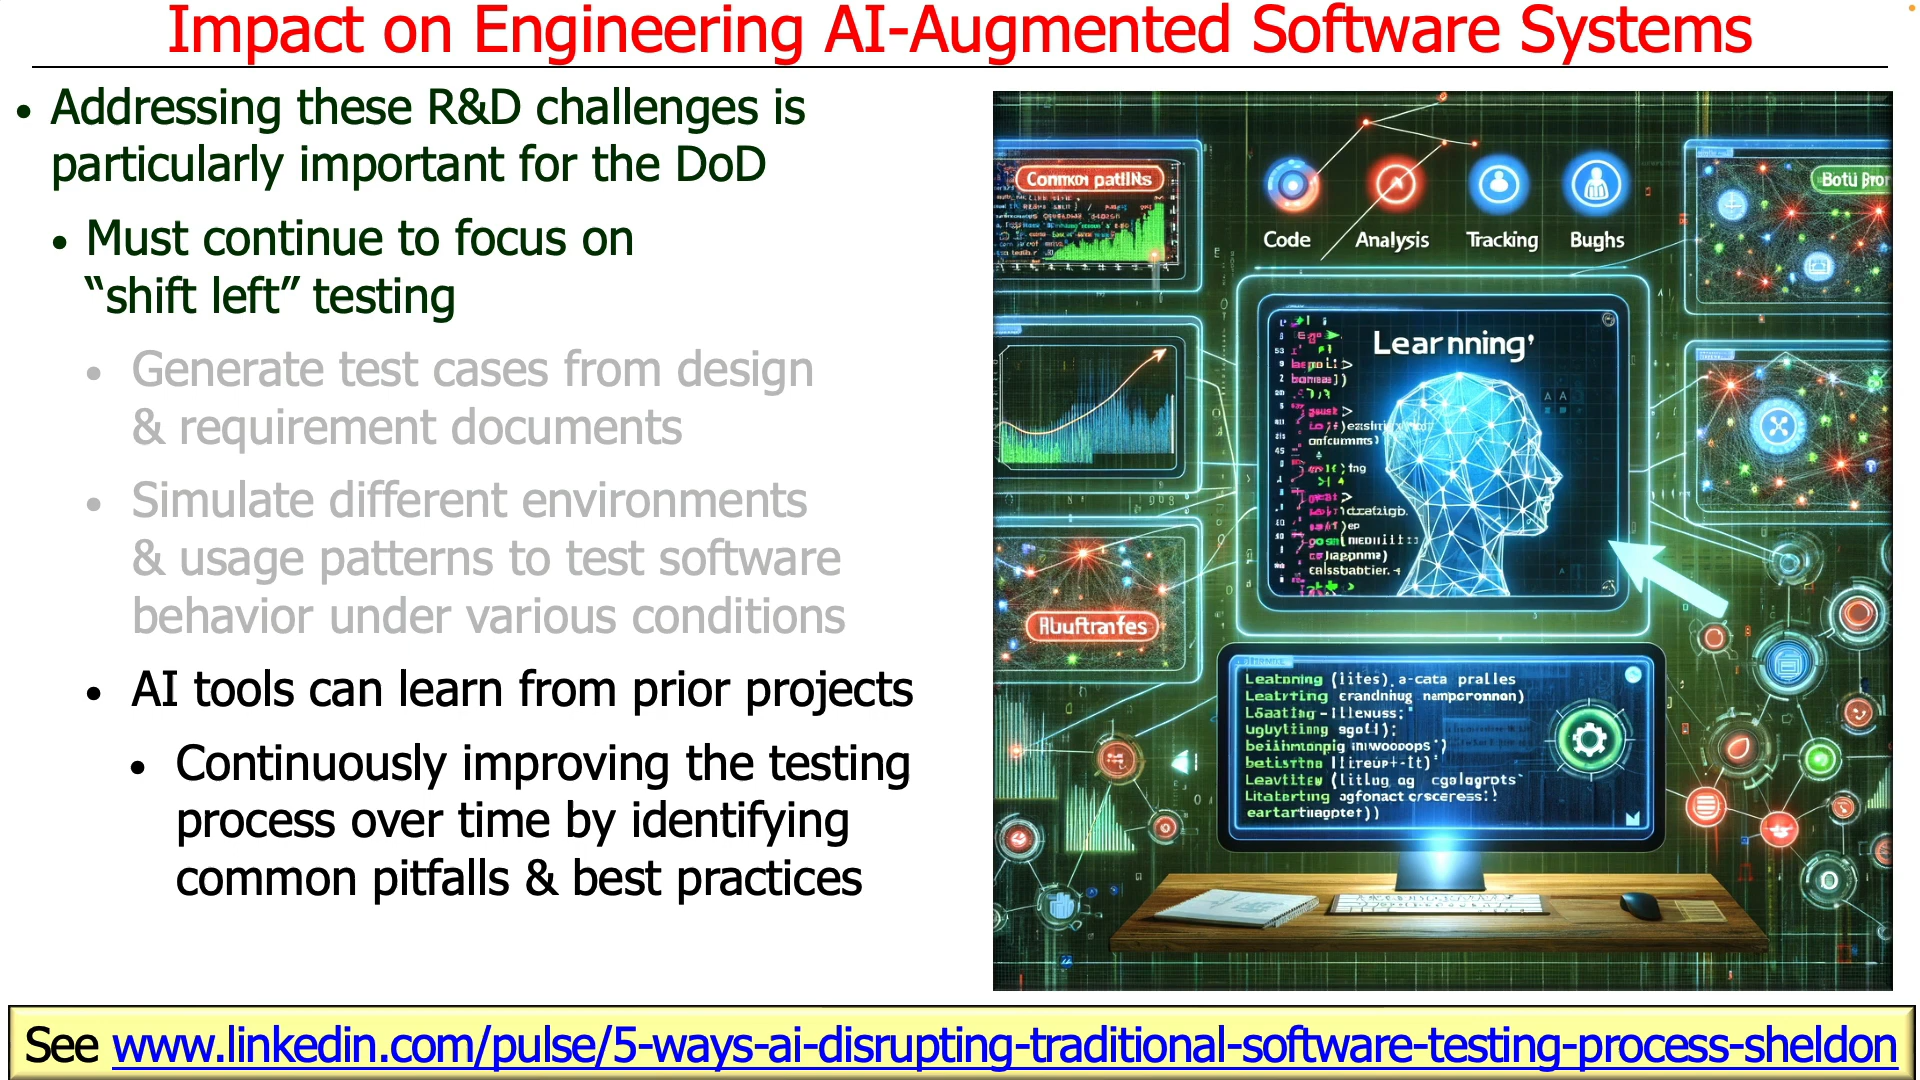 Impact on Engineering AI-Augmented Software Systems
• Addressing these R&D challenges is
particularly important for the DoD
• Must continue to focus on
“shift left” testing
• Generate test cases from design
& requirement documents
• Simulate different environments
& usage patterns to test software
behavior under various conditions
• AI tools can learn from prior projects
• Continuously improving the testing
process over time by identifying
common pitfalls & best practices
Code Analysis Tracking Bughs
Learnning'
See www.linkedin.com/pulse/5-ways-ai-disrupting-traditional-software-testing-process-sheldon